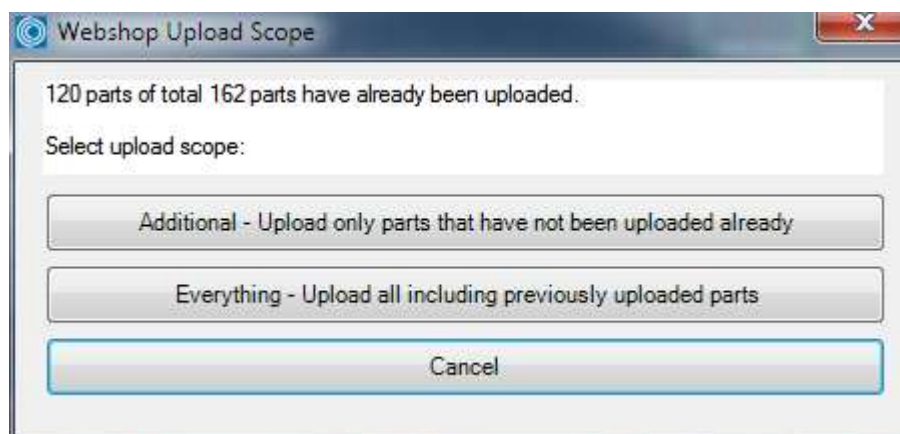 Webshop Upload Scope
120 parts of total 162 parts have already been uploaded.
Select upload scope:
Additional - Upload only parts that have not been uploaded already
Everything - Upload all including previously uploaded parts
Cancel